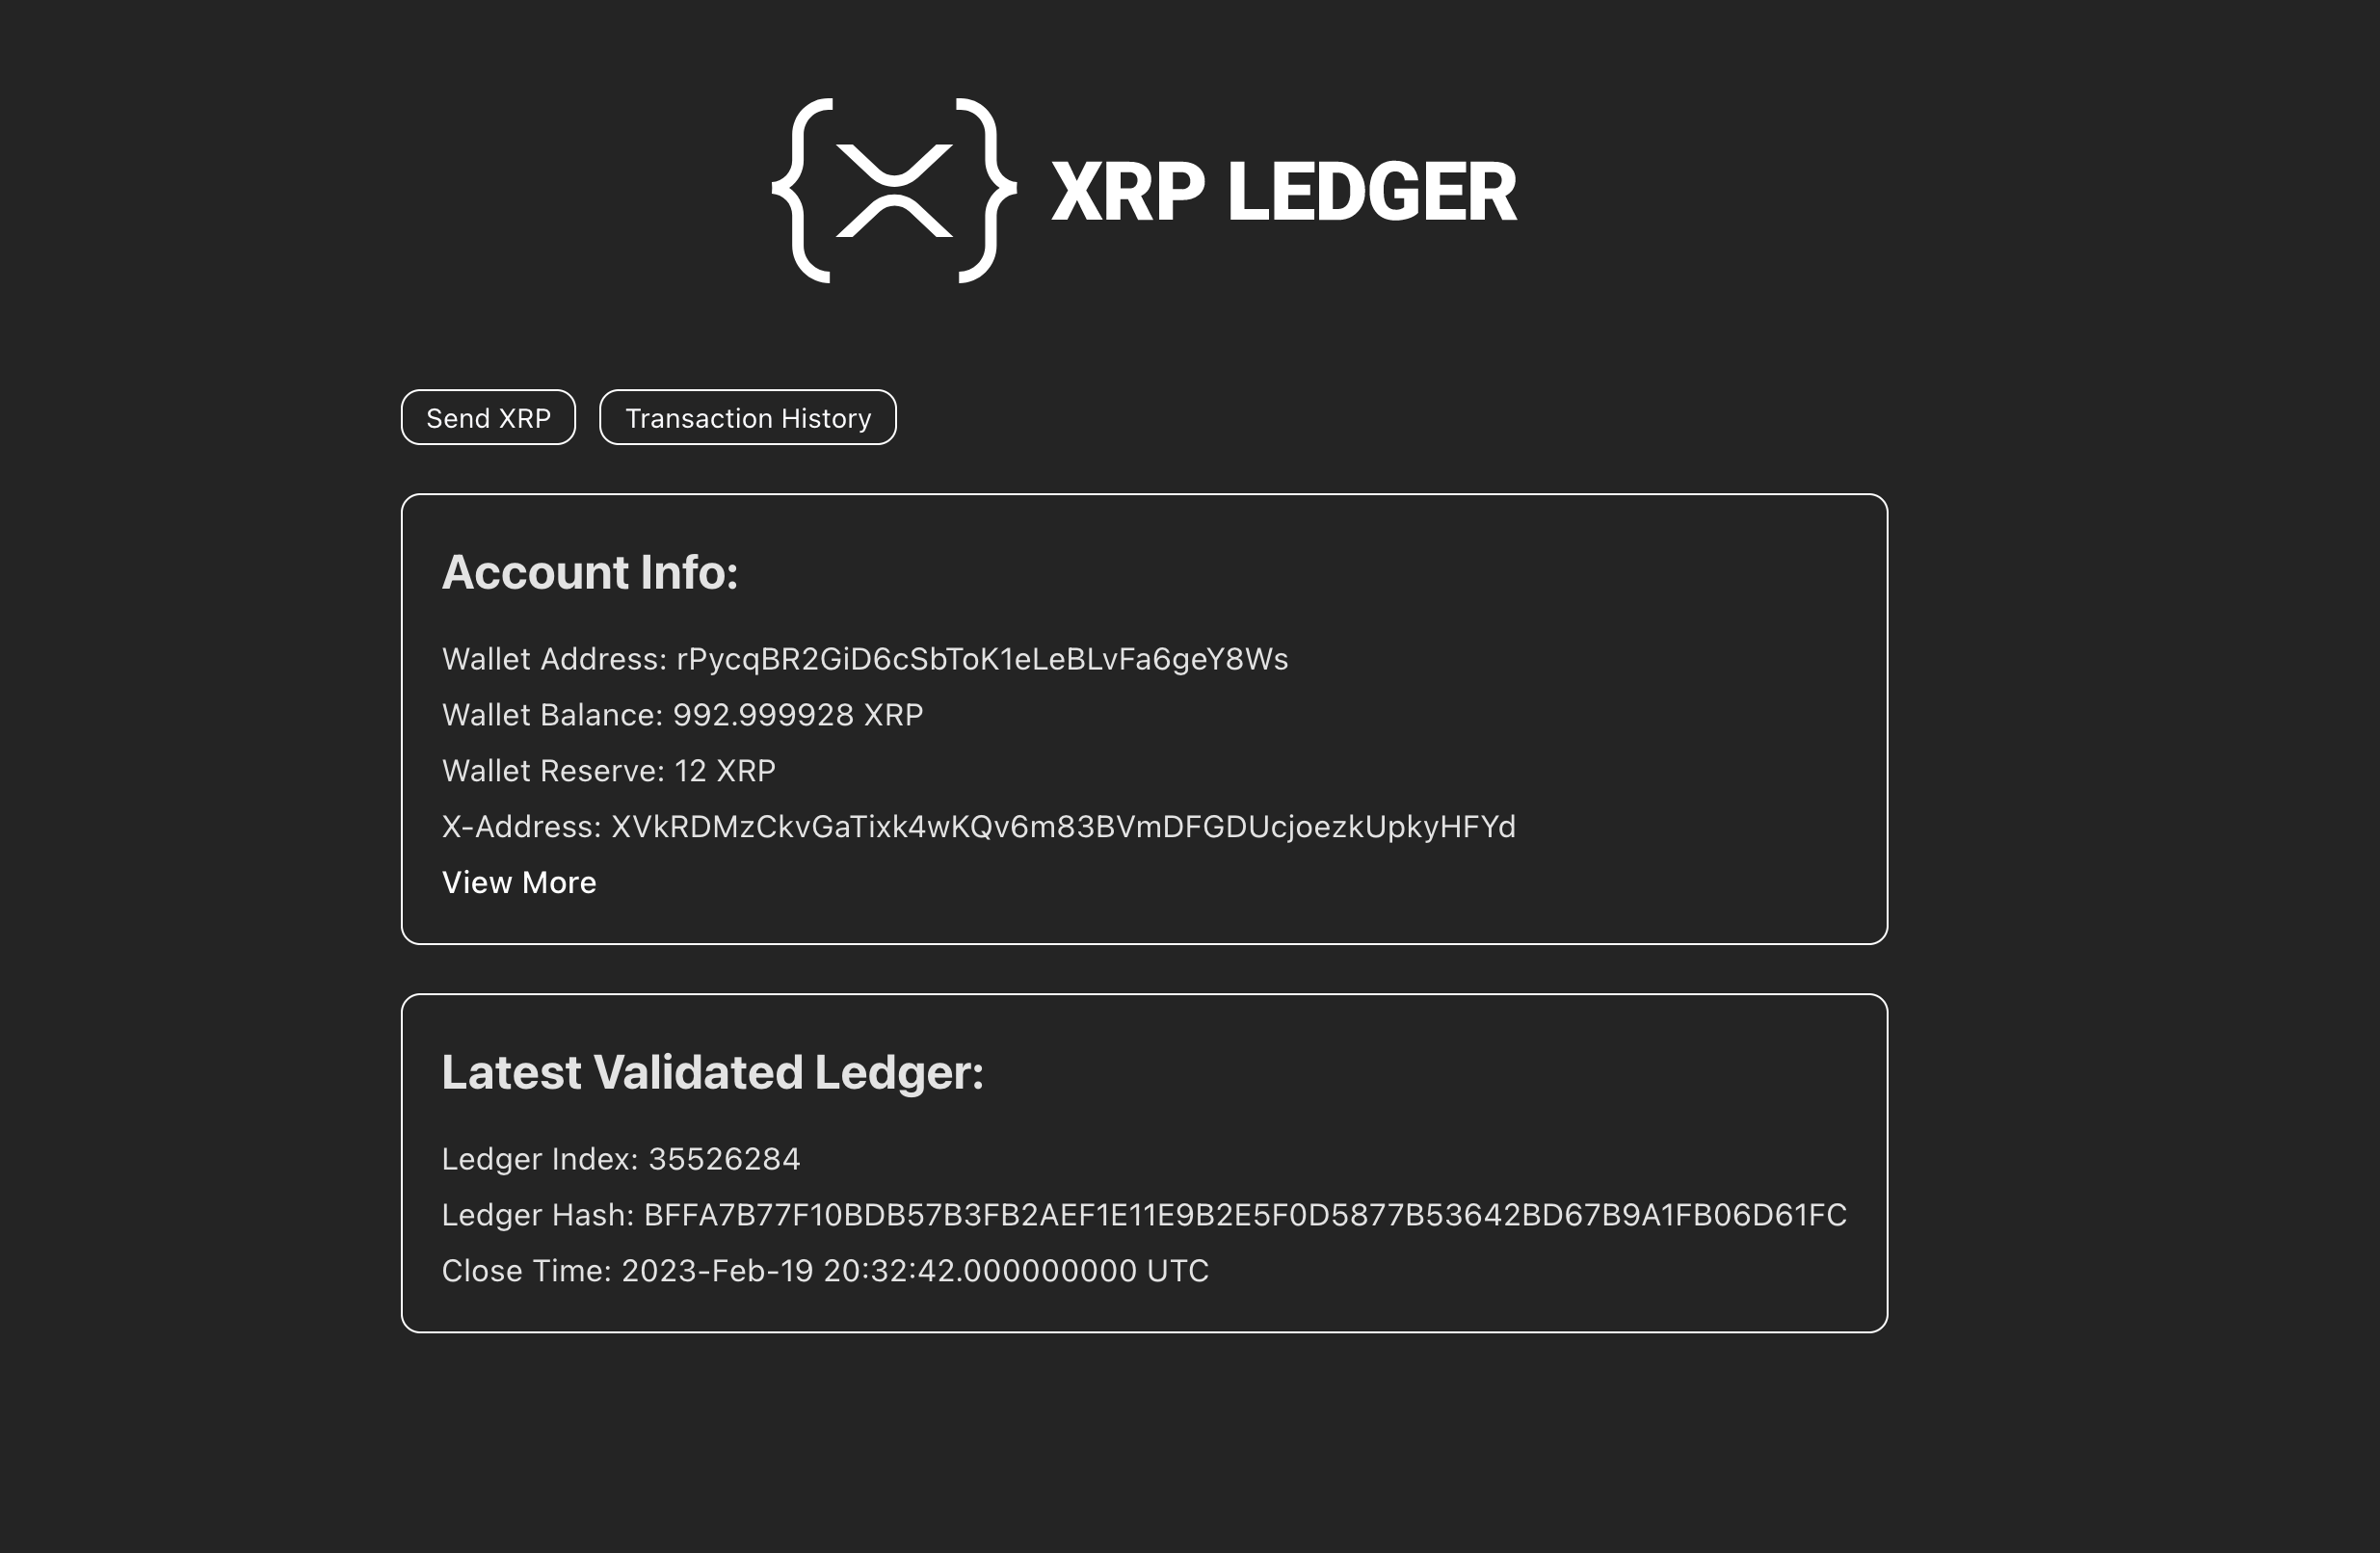 XRP LEDGER
Send XRP
Transaction History
Account Info:
Wallet Address: rPycqBR2GiD6cSbToK1eLeBLvFa6geY8Ws
Wallet Balance: 992.999928 XRP
Wallet Reserve: 12 XRP
X-Address: XVkRDMzCkvGaTixk4wKQv6m83BVmDFGDUcjoezkUpkyHFYd
View More
Latest Validated Ledger:
Ledger Index: 35526284
Ledger Hash: BFFA7B77F10BDB57B3FB2AEF1E11E9B2E5F0D5877B53642BD67B9A1FB06D61FC
Close Time: 2023-Feb-19 20:32:42.000000000 UTC